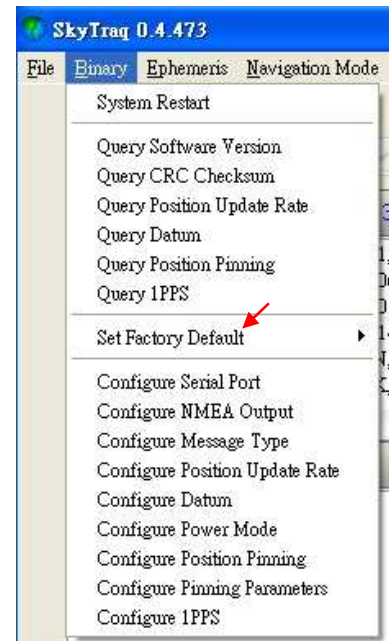 SkyTraq 0.4.473
File Binary Ephemeris Navigation Mode
System Restart
Query Software Version
Query CRC Checksum
Query Position Update Rate
Query Datum
Query Position Pinning
Query 1PPS
Set Factory Default
Configure Serial Port
Configure NMEA Output
Configure Message Type
Configure Position Update Rate
Configure Datum
Configure Power Mode
Configure Position Pinning
Configure Pinning Parameters
Configure 1PPS